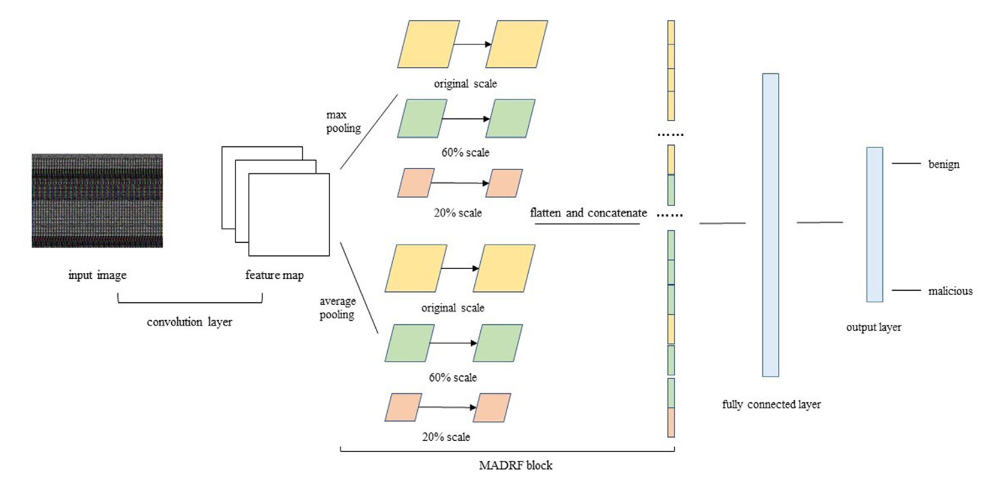 input image
convolution layer
feature map
max
pooling
average
pooling
original scale
60% scale
20% scale
original scale
60% scale
20% scale
MADRF block
flatten and concatenate
......
......
fully connected layer
output layer
benign
malicious